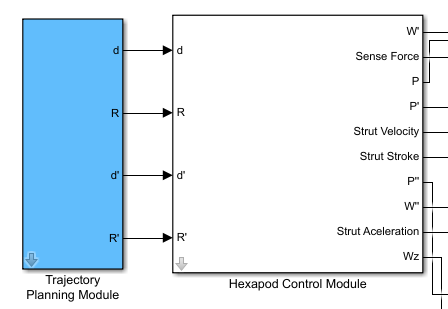 d
R
d'
R'
d
R
d'
R'
W'
Sense Force
P
P'
Strut Velocity
Strut Stroke
P''
W''
Strut Aceleration
Wz
Trajectory
Planning Module
Hexapod Control Module